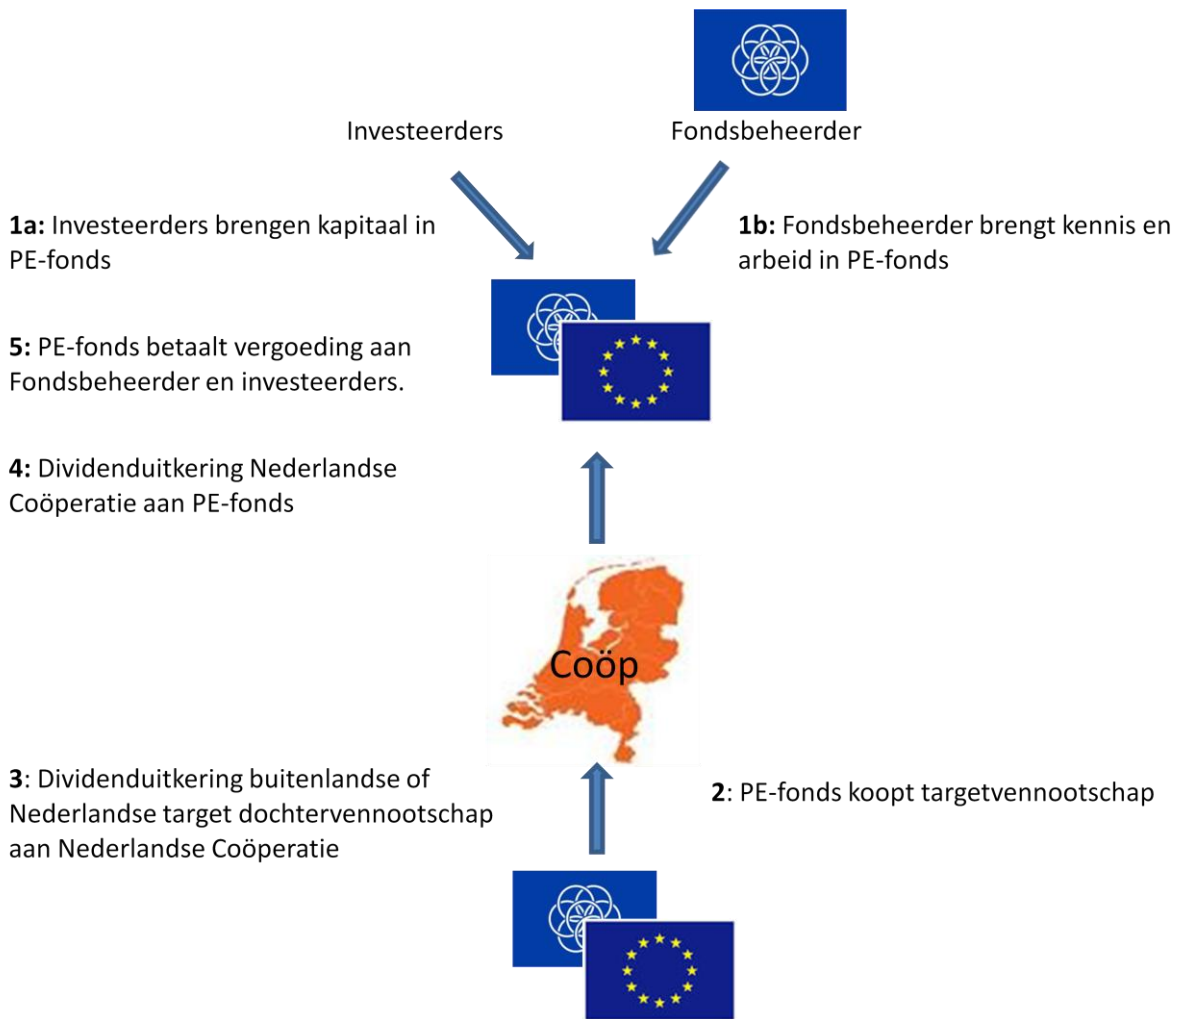 Investeerders
Fondsbeheerder
1a: Investeerders brengen kapitaal in
PE-fonds
1b: Fondsbeheerder brengt kennis en
arbeid in PE-fonds
5: PE-fonds betaalt vergoeding aan
Fondsbeheerder en investeerders.
4: Dividenduitkering Nederlandse
Coöperatie aan PE-fonds
Coöp
3: Dividenduitkering buitenlandse of
Nederlandse target dochtervennootschap
aan Nederlandse Coöperatie
2: PE-fonds koopt targetvennootschap